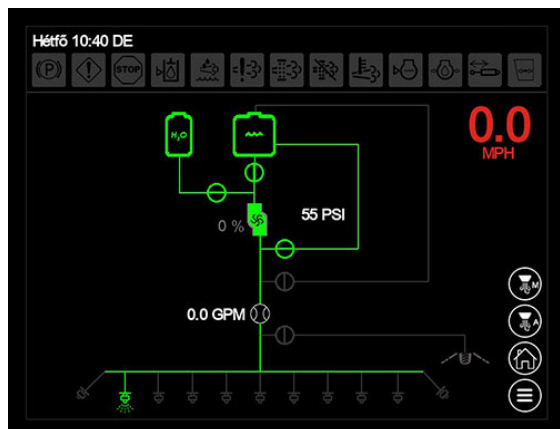 Hétfő 10:40 DE
(P)
STOP
0.0
MPH
H₂O
55 PSI
0 %
0.0 GPM
M
A